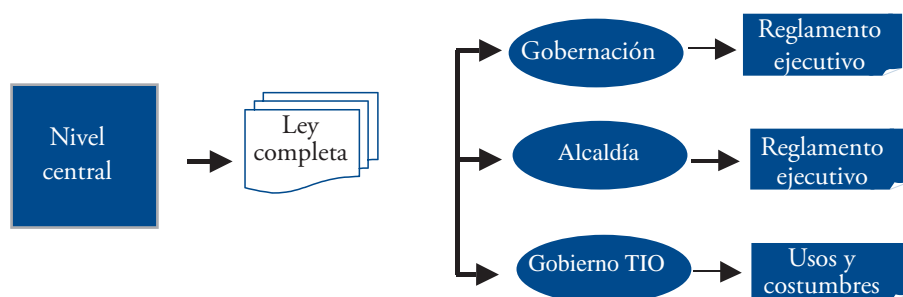 Nivel
central
Ley
completa
Gobernación
Reglamento
ejecutivo
Alcaldía
Reglamento
ejecutivo
Gobierno TIO
Usos y
costumbres